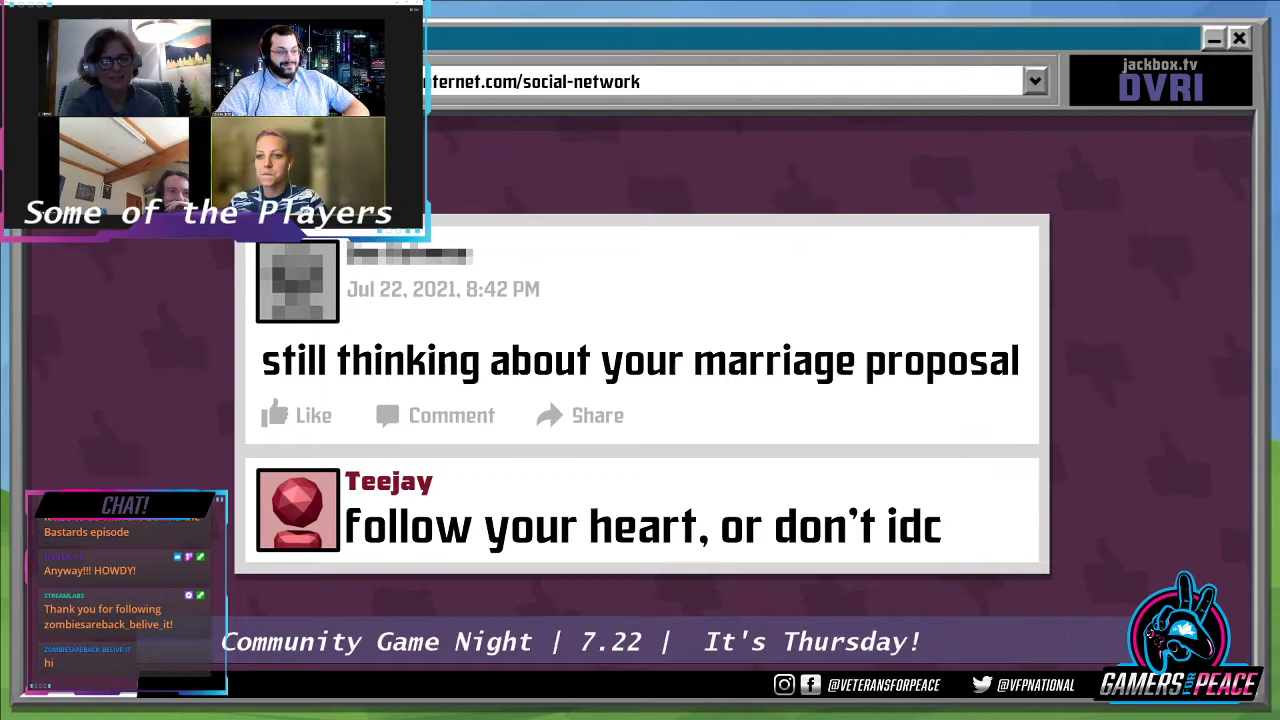 nternet.com/social-network
jackbox.tv
DVRI
Some of the Players
Jul 22, 2021, 8:42 PM
still thinking about your marriage proposal
Like
Comment
Share
Teejay
follow your heart, or don't idc
CHAT!
Bastards episode
Anyway!!! HOWDY!
STREAMLABS
Thank you for following
zombiesareback_belive_it!
ZOMBIESAREBACK_BELIVE_IT
hi
Community Game Night | 7.22 | It's Thursday!
@VETERANSFORPEACE
@VFPNATIONAL
GAMERS FOR PEACE